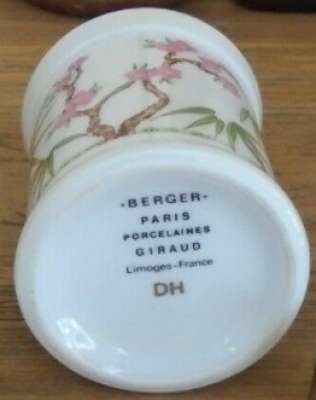 -BERGER-
PARIS
PORCELAINES
GIRAUD
Limoges-France
DH